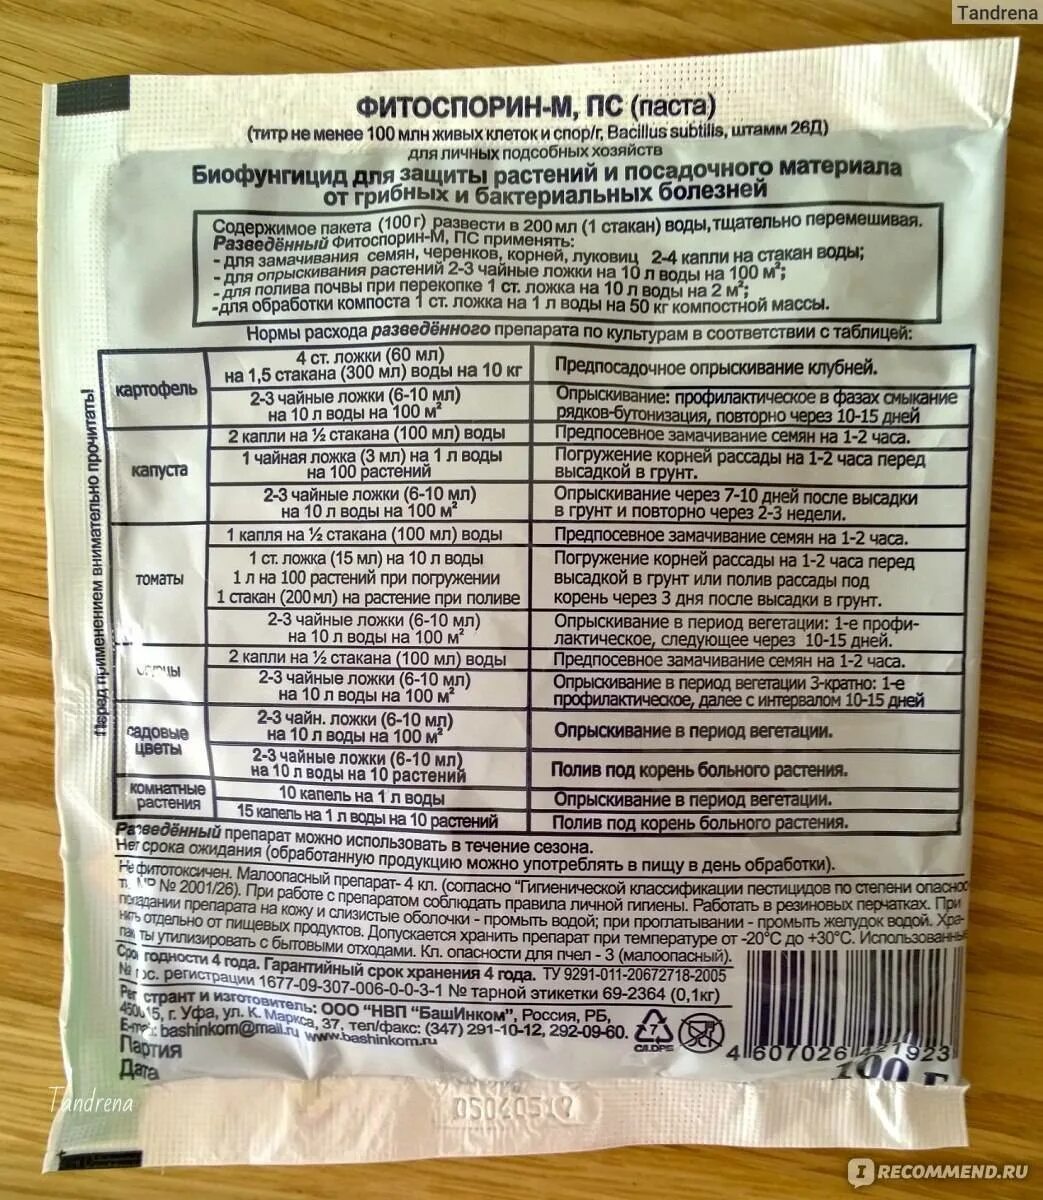 Tandrena
ФИТОСПОРИН-М, ПС (паста)
(титр не менее 100 млн живых клеток и спор/г, Bacillus subtilis, штамм 26Д)
для личных подсобных хозяйств
Биофунгицид для защиты растений и посадочного материала
от грибных и бактериальных болезней
Содержимое пакета (100 г) развести в 200 мл (1 стакан) воды, тщательно перемешивая.
Разведённый Фитоспорин-М, ПС применять:
- для замачивания семян, черенков, корней, луковиц 2-4 капли на стакан воды;
- для опрыскивания растений 2-3 чайные ложки на 10 л воды на 100 м²;
- для полива почвы при перекопке 1 ст. ложка на 10 л воды на 2 м²;
-для обработки компоста 1 ст. ложка на 1 л воды на 50 кг компостной массы.
Нормы расхода разведённого препарата по культурам в соответствии с таблицей:
Перед применением внимательно прочитать!
картофель
4 ст. ложки (60 мл)
на 1,5 стакана (300 мл) воды на 10 кг
Предпосадочное опрыскивание клубней.
2-3 чайные ложки (6-10 мл)
на 10 л воды на 100 м²
Опрыскивание: профилактическое в фазах смыкание
рядков-бутонизация, повторно через 10-15 дней
капуста
2 капли на ½ стакана (100 мл) воды
Предпосевное замачивание семян на 1-2 часа.
1 чайная ложка (3 мл) на 1 л воды
на 100 растений
Погружение корней рассады на 1-2 часа перед
высадкой в грунт.
2-3 чайные ложки (6-10 мл)
на 10 л воды на 100 м²
Опрыскивание через 7-10 дней после высадки
в грунт и повторно через 2-3 недели.
томаты
1 капля на ½ стакана (100 мл) воды
Предпосевное замачивание семян на 1-2 часа.
1 ст. ложка (15 мл) на 10 л воды
1 л на 100 растений при погружении
1 стакан (200 мл) на растение при поливе
Погружение корней рассады на 1-2 часа перед
высадкой в грунт или полив рассады под
корень через 3 дня после высадки в грунт.
2-3 чайные ложки (6-10 мл)
на 10 л воды на 100 м²
Опрыскивание в период вегетации: 1-е профи-
лактическое, следующее через 10-15 дней.
2 капли на ½ стакана (100 мл) воды
Предпосевное замачивание семян на 1-2 часа.
2-3 чайные ложки (6-10 мл)
на 10 л воды на 100 м²
Опрыскивание в период вегетации 3-кратно: 1-е
профилактическое, далее с интервалом 10-15 дней
садовые
цветы
2-3 чайн. ложки (6-10 мл)
на 10 л воды на 100 м²
Опрыскивание в период вегетации.
2-3 чайные ложки (6-10 мл)
на 10 л воды на 10 растений
Полив под корень больного растения.
комнатные
растения
10 капель на 1 л воды
Опрыскивание в период вегетации.
15 капель на 1 л воды на 10 растений
Полив под корень больного растения.
Разведённый препарат можно использовать в течение сезона.
Нет срока ожидания (обработанную продукцию можно употреблять в пищу в день обработки).
Не фитотоксичен. Малоопасный препарат- 4 кл. (согласно "Гигиенической классификации пестицидов по степени
№ 2001/26). При работе с препаратом соблюдать правила личной гигиены. Работать в резиновых перчатках. При
препарата на кожу и слизистые оболочки - промыть водой; при проглатывании - промыть желудок водой. Хра-
нить отдельно от пищевых продуктов. Допускается хранить препарат при температуре от -20°С до +30°С. Использованные
утилизировать с бытовыми отходами. Кл. опасности для пчел - 3 (малоопасный).
годности 4 года. Гарантийный срок хранения 4 года. ТУ 9291-011-20672718-2005
№ регистрации 1677-09-307-006-0-0-3-1 № тарной этикетки 69-2364 (0,1кг)
и изготовитель: ООО "НВП "БашИнком", Россия, РБ,
г. Уфа, ул. К. Маркса, 37, тел/факс: (347) 291-10-12, 292-09-60.
bashinkom@mail.ru www.bashinkom.ru
7
C/LDPE
4 607026 421923
Партия
Дата
100 г
Tandrena
IRECOMMEND.RU